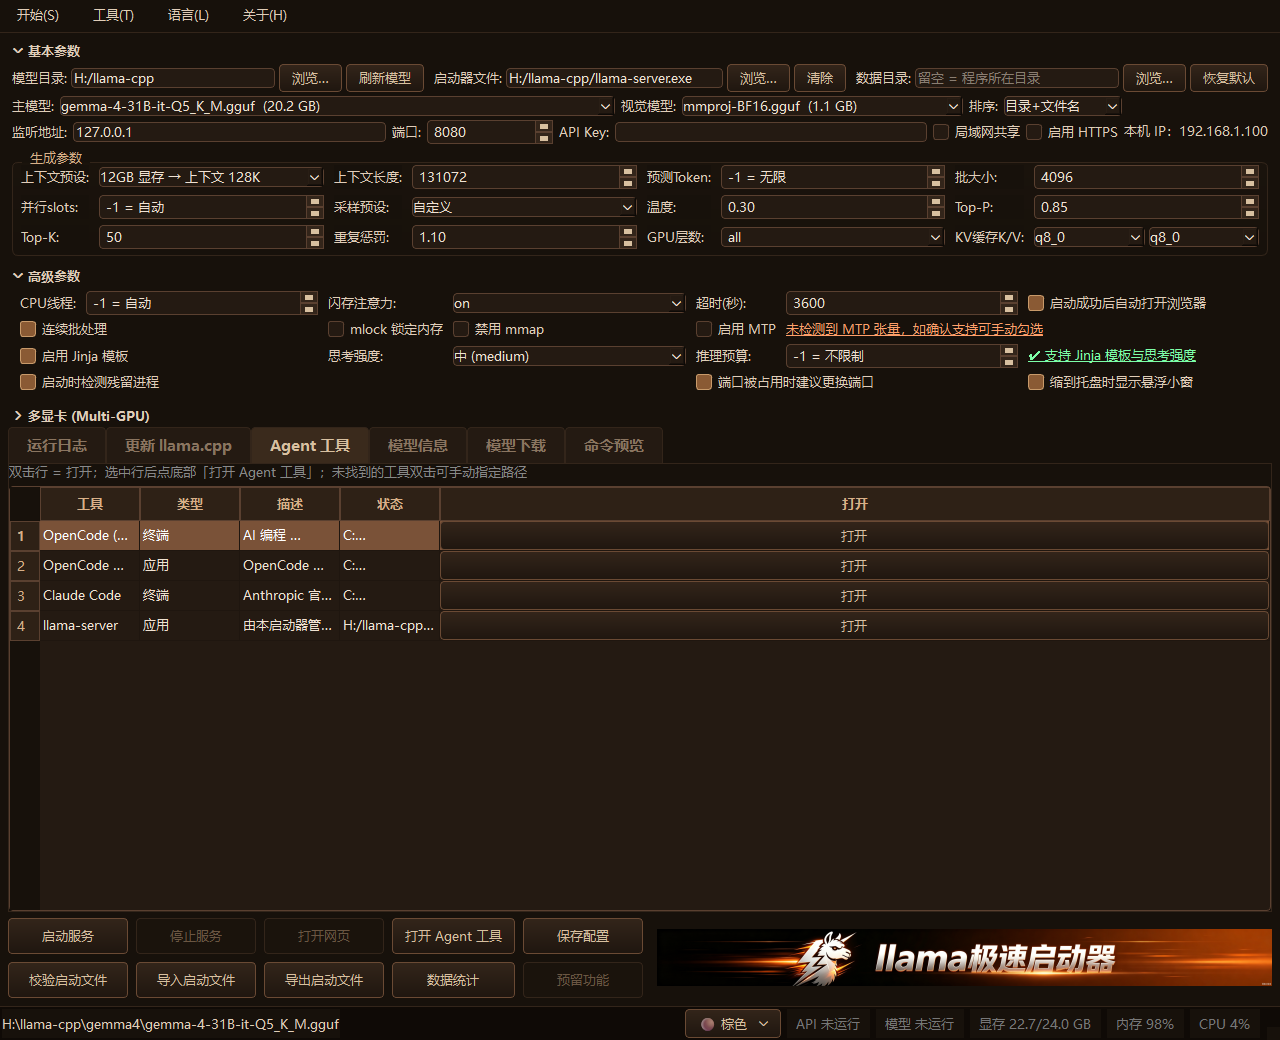 开始(S) 工具(T) 语言(L) 关于(H)
基本参数
模型目录: H:/llama-cpp 浏览... 刷新模型 启动器文件: H:/llama-cpp/llama-server.exe 浏览... 清除 数据目录: 留空 = 程序所在目录 浏览... 恢复默认
主模型: gemma-4-31B-it-Q5_K_M.gguf (20.2 GB) 视觉模型: mmproj-BF16.gguf (1.1 GB) 排序: 目录+文件名
监听地址: 127.0.0.1 端口: 8080 API Key: 局域网共享 启用 HTTPS 本机 IP: 192.168.1.100
生成参数
上下文预设: 12GB 显存 → 上下文 128K 上下文长度: 131072 预测Token: -1 = 无限 批大小: 4096
并行slots: -1 = 自动 采样预设: 自定义 温度: 0.30 Top-P: 0.85
Top-K: 50 重复惩罚: 1.10 GPU层数: all KV缓存K/V: q8_0 q8_0
高级参数
CPU线程: -1 = 自动 闪存注意力: on 超时(秒): 3600 启动成功后自动打开浏览器
连续批处理 mlock 锁定内存 禁用 mmap 启用 MTP 未检测到 MTP 张量，如确认支持可手动勾选
启用 Jinja 模板 思考强度: 中 (medium) 推理预算: -1 = 不限制 ✔ 支持 Jinja 模板与思考强度
启动时检测残留进程 端口被占用时建议更换端口 缩到托盘时显示悬浮小窗
多显卡 (Multi-GPU)
运行日志 更新 llama.cpp Agent 工具 模型信息 模型下载 命令预览
双击行 = 打开；选中行后点底部「打开 Agent 工具」；未找到的工具双击可手动指定路径
工具 类型 描述 状态 打开
1 OpenCode (... 终端 AI 编程 ... C:... 打开
2 OpenCode ... 应用 OpenCode ... C:... 打开
3 Claude Code 终端 Anthropic 官... C:... 打开
4 llama-server 应用 由本启动器管... H:/llama-cpp... 打开
启动服务 停止服务 打开网页 打开 Agent 工具 保存配置
llama极速启动器
校验启动文件 导入启动文件 导出启动文件 数据统计 预留功能
H:\llama-cpp\gemma4\gemma-4-31B-it-Q5_K_M.gguf 棕色 API 未运行 模型 未运行 显存 22.7/24.0 GB 内存 98% CPU 4%